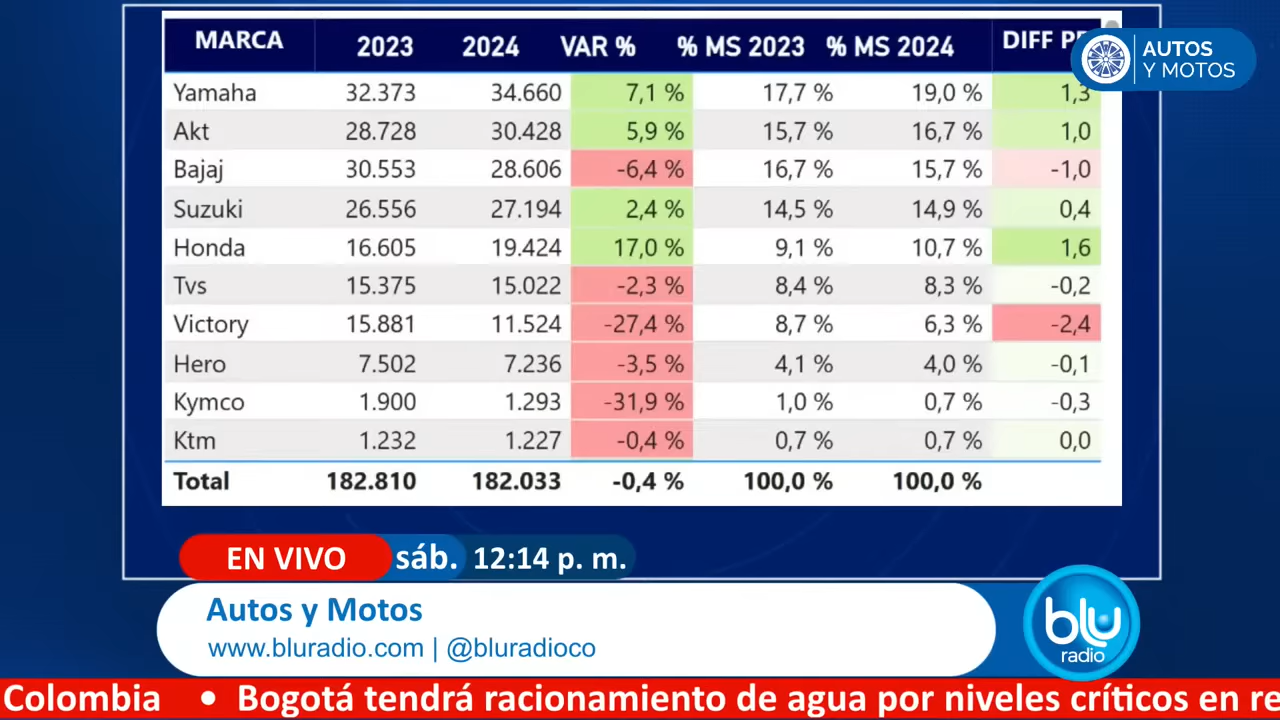 MARCA 2023 2024 VAR % % MS 2023 % MS 2024 DIFF
AUTOS
Y MOTOS
Yamaha 32.373 34.660 7,1 % 17,7 % 19,0 % 1,3
Akt 28.728 30.428 5,9 % 15,7 % 16,7 % 1,0
Bajaj 30.553 28.606 -6,4 % 16,7 % 15,7 % -1,0
Suzuki 26.556 27.194 2,4 % 14,5 % 14,9 % 0,4
Honda 16.605 19.424 17,0 % 9,1 % 10,7 % 1,6
Tvs 15.375 15.022 -2,3 % 8,4 % 8,3 % -0,2
Victory 15.881 11.524 -27,4 % 8,7 % 6,3 % -2,4
Hero 7.502 7.236 -3,5 % 4,1 % 4,0 % -0,1
Kymco 1.900 1.293 -31,9 % 1,0 % 0,7 % -0,3
Ktm 1.232 1.227 -0,4 % 0,7 % 0,7 % 0,0
Total 182.810 182.033 -0,4 % 100,0 % 100,0 %
EN VIVO sáb. 12:14 p. m.
Autos y Motos
www.bluradio.com | @bluradioco
blu
radio
Colombia • Bogotá tendrá racionamiento de agua por niveles críticos en re